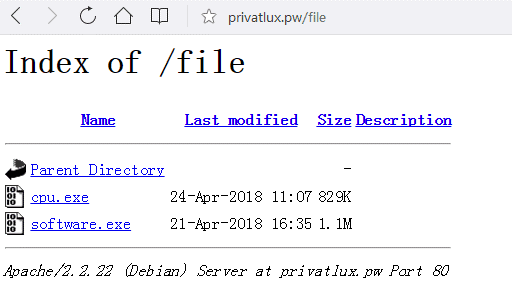 privatlux.pw/file
Index of /file
Name Last modified Size Description
Parent Directory -
cpu.exe 24-Apr-2018 11:07 829K
software.exe 21-Apr-2018 16:35 1.1M
Apache/2.2.22 (Debian) Server at privatlux.pw Port 80